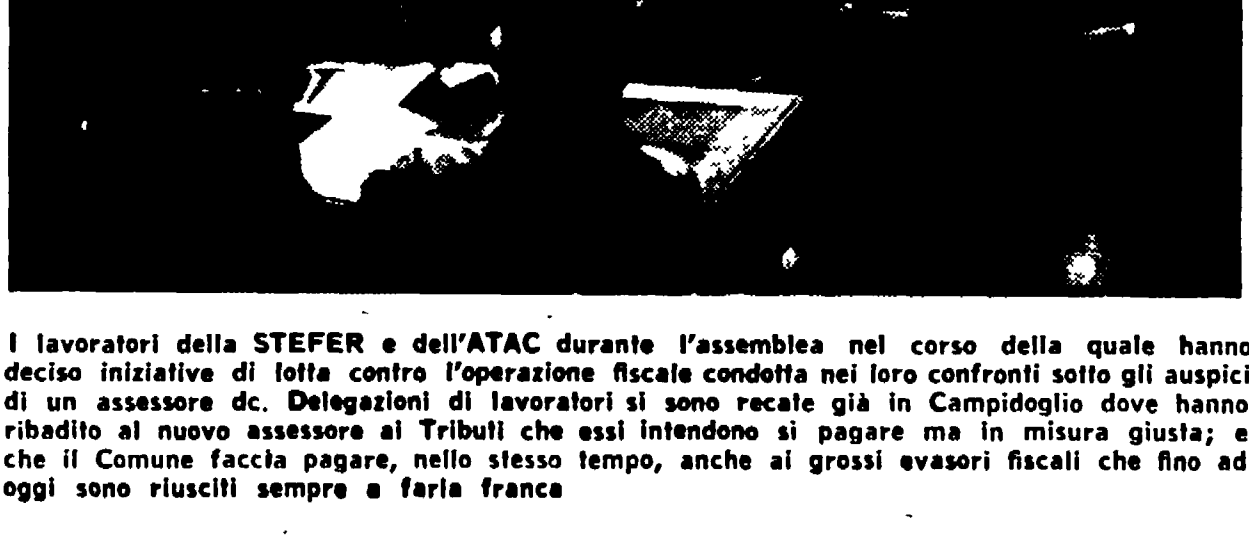 I lavoratori della STEFER e dell'ATAC durante l'assemblea nel corso della quale hanno
deciso iniziative di lotta contro l'operazione fiscale condotta nei loro confronti sotto gli auspici
di un assessore dc. Delegazioni di lavoratori si sono recate già in Campidoglio dove hanno
ribadito al nuovo assessore ai Tributi che essi intendono si pagare ma in misura giusta; e
che il Comune faccia pagare, nello stesso tempo, anche ai grossi evasori fiscali che fino ad
oggi sono riusciti sempre a farla franca